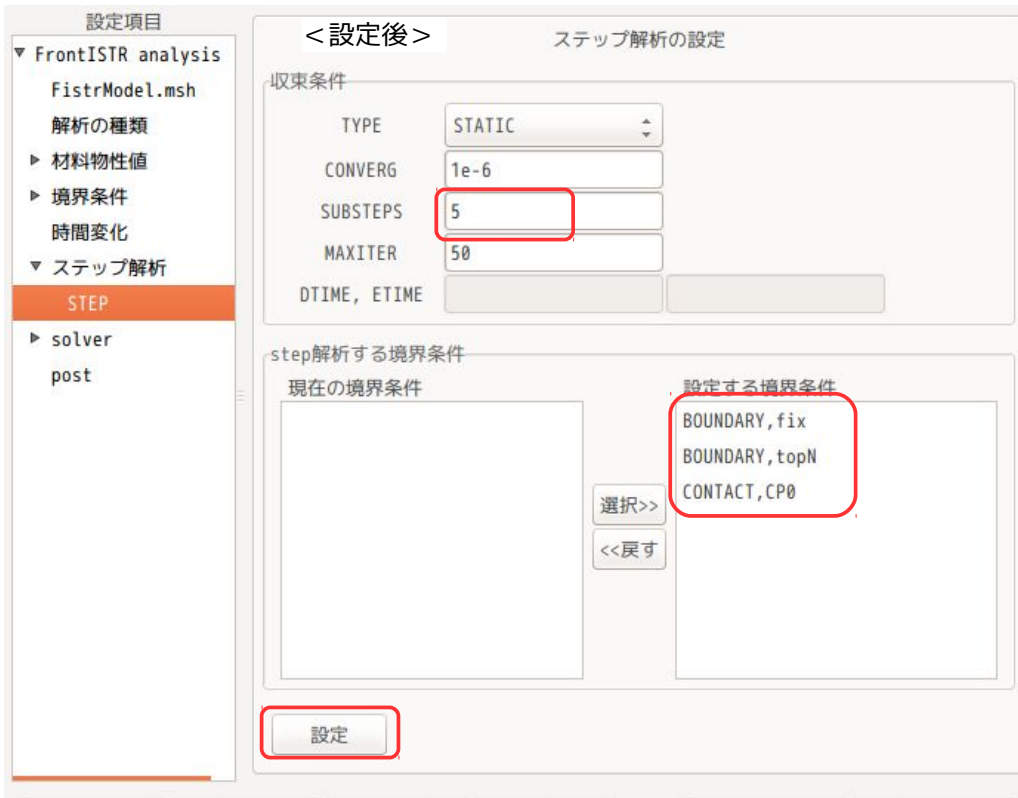 設定項目
FrontISTR analysis
FistrModel.msh
解析の種類
材料物性値
境界条件
時間変化
ステップ解析
STEP
solver
post
＜設定後＞
ステップ解析の設定
収束条件
TYPE STATIC
CONVERG 1e-6
SUBSTEPS 5
MAXITER 50
DTIME, ETIME
step解析する境界条件
現在の境界条件
設定する境界条件
BOUNDARY,fix
BOUNDARY,topN
CONTACT,CP0
選択>>
<<戻す
設定